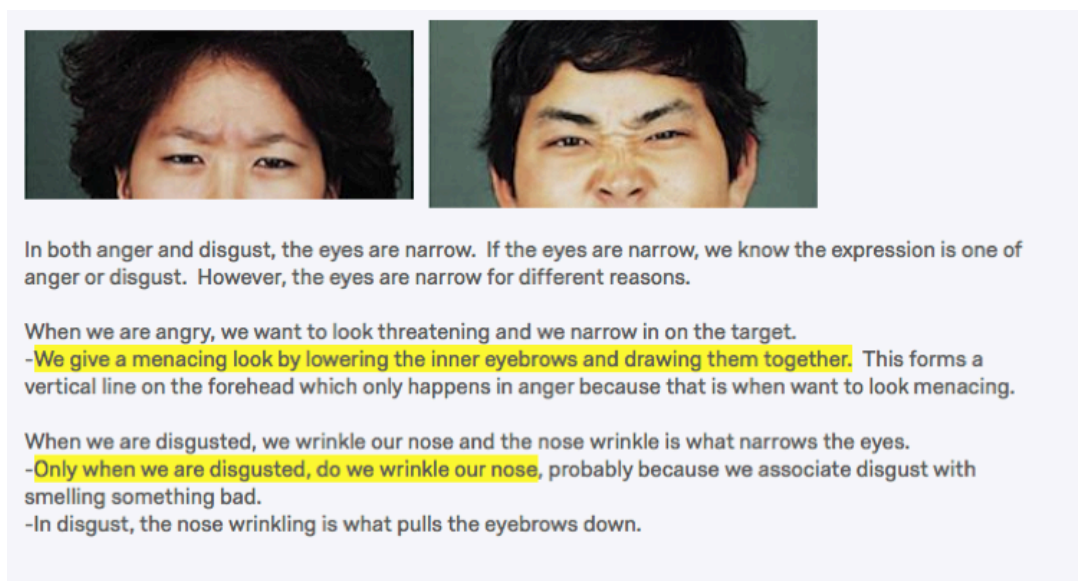 In both anger and disgust, the eyes are narrow.  If the eyes are narrow, we know the expression is one of
anger or disgust.  However, the eyes are narrow for different reasons.
When we are angry, we want to look threatening and we narrow in on the target.
-We give a menacing look by lowering the inner eyebrows and drawing them together.  This forms a
vertical line on the forehead which only happens in anger because that is when want to look menacing.
When we are disgusted, we wrinkle our nose and the nose wrinkle is what narrows the eyes.
-Only when we are disgusted, do we wrinkle our nose, probably because we associate disgust with
smelling something bad.
-In disgust, the nose wrinkling is what pulls the eyebrows down.